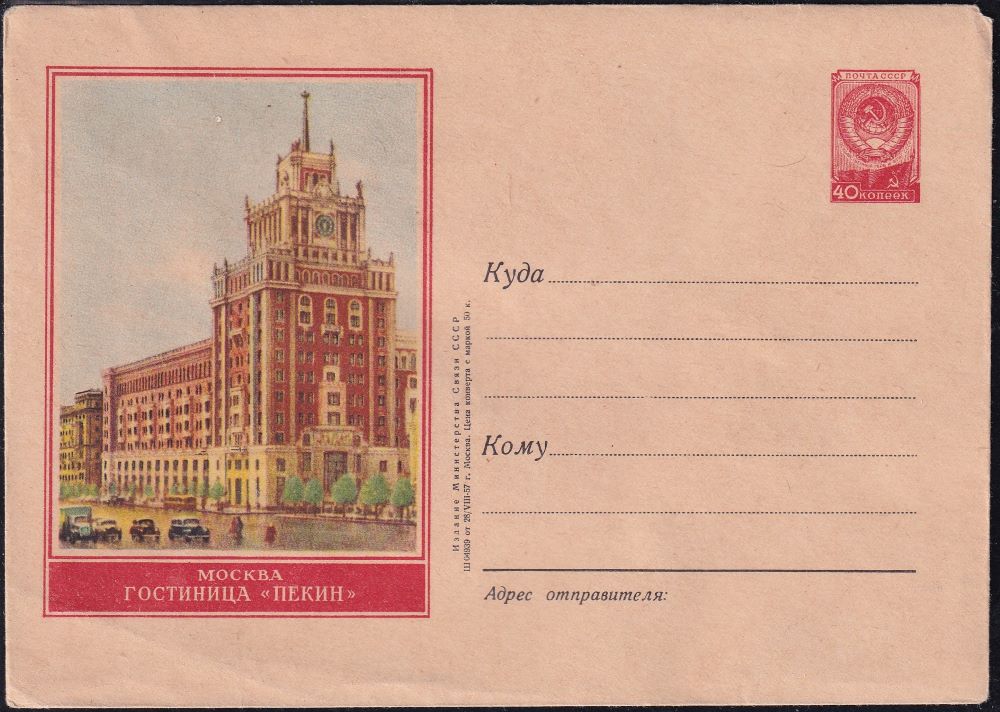 ПОЧТА СССР
40 КОПЕЕК
Куда
Кому
Адрес отправителя:
Издание Министерства Связи СССР
Ш 04939 от 28/VIII-57 г. Москва. Цена конверта с маркой 50 к.
МОСКВА
ГОСТИНИЦА «ПЕКИН»